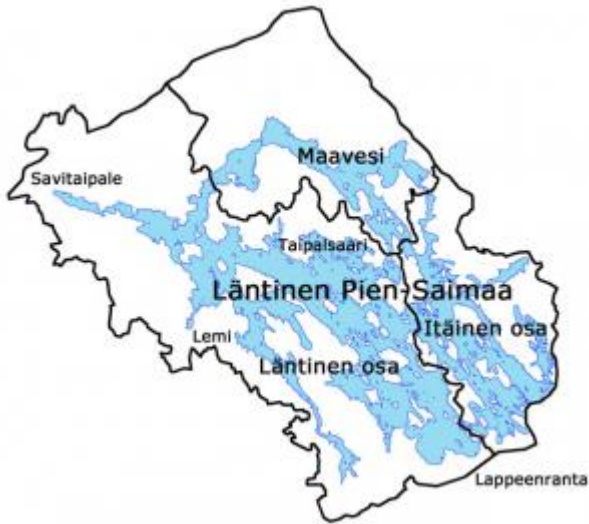 Maavesi
Savitaipale
Taipalsaari
Läntinen Pien-Saimaa
Itäinen osa
Lemi
Läntinen osa
Lappeenranta